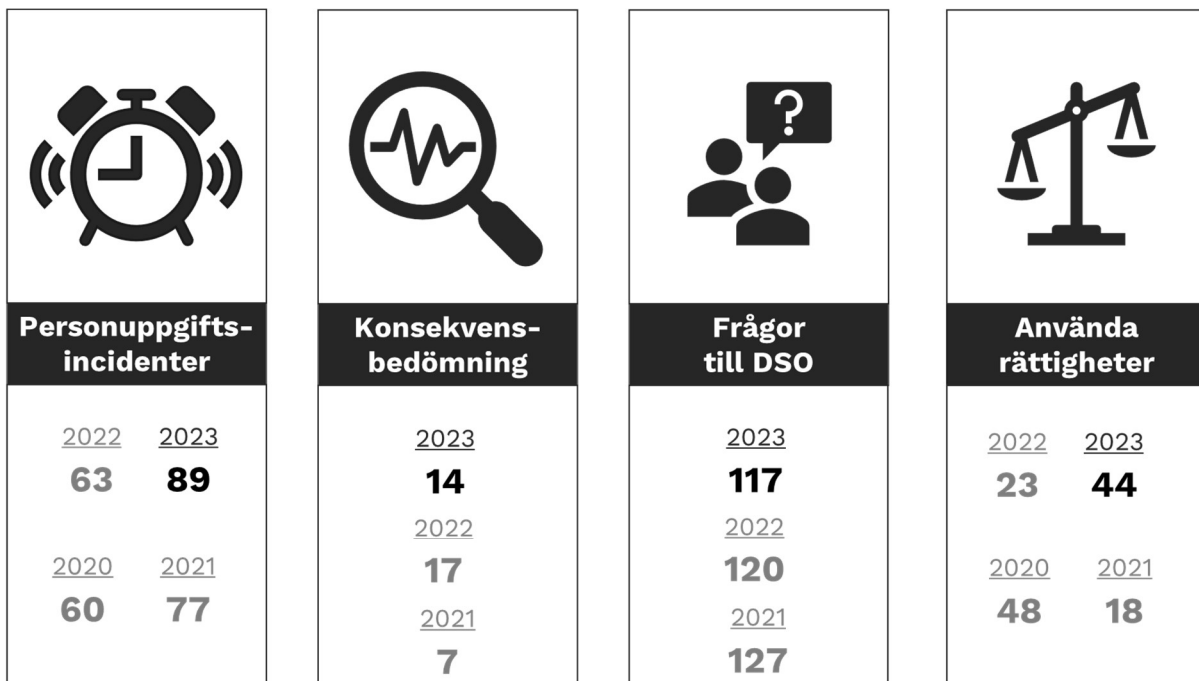 ?
Personuppgifts-
incidenter
2022 2023
63 89
2020 2021
60 77
Konsekvens-
bedömning
2023
14
2022
17
2021
7
Frågor
till DSO
2023
117
2022
120
2021
127
Använda
rättigheter
2022 2023
23 44
2020 2021
48 18